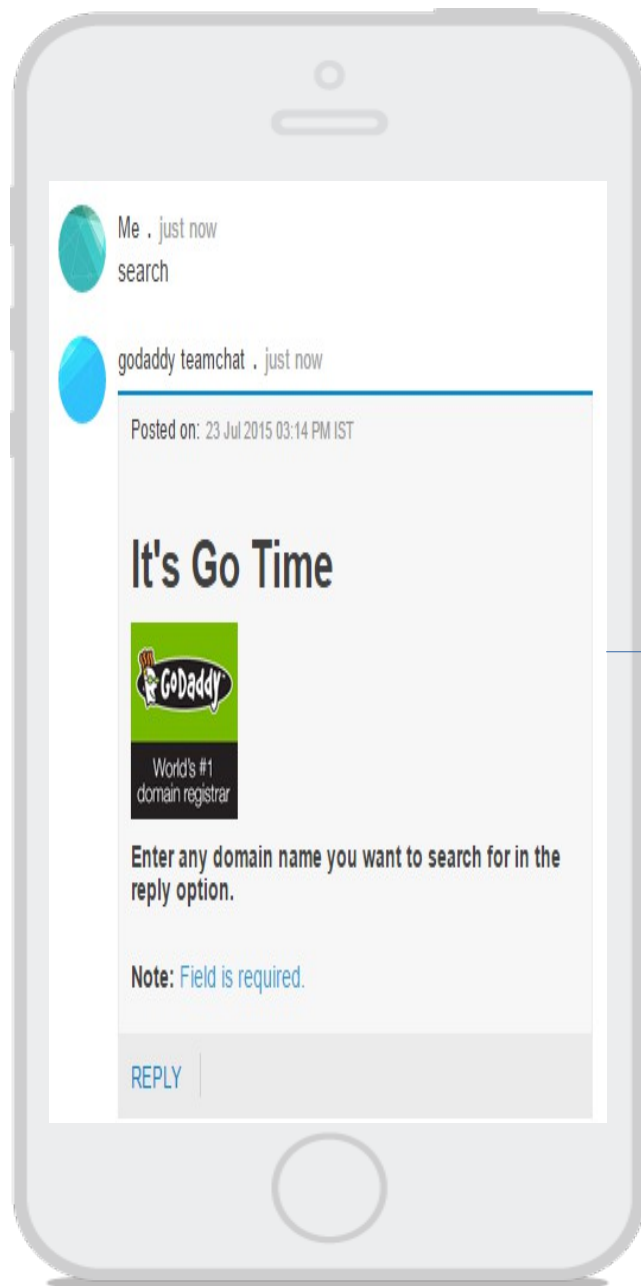 Me . just now
search
godaddy teamchat . just now
Posted on: 23 Jul 2015 03:14 PM IST
It's Go Time
GoDaddy
World's #1
domain registrar
Enter any domain name you want to search for in the
reply option.
Note: Field is required.
REPLY